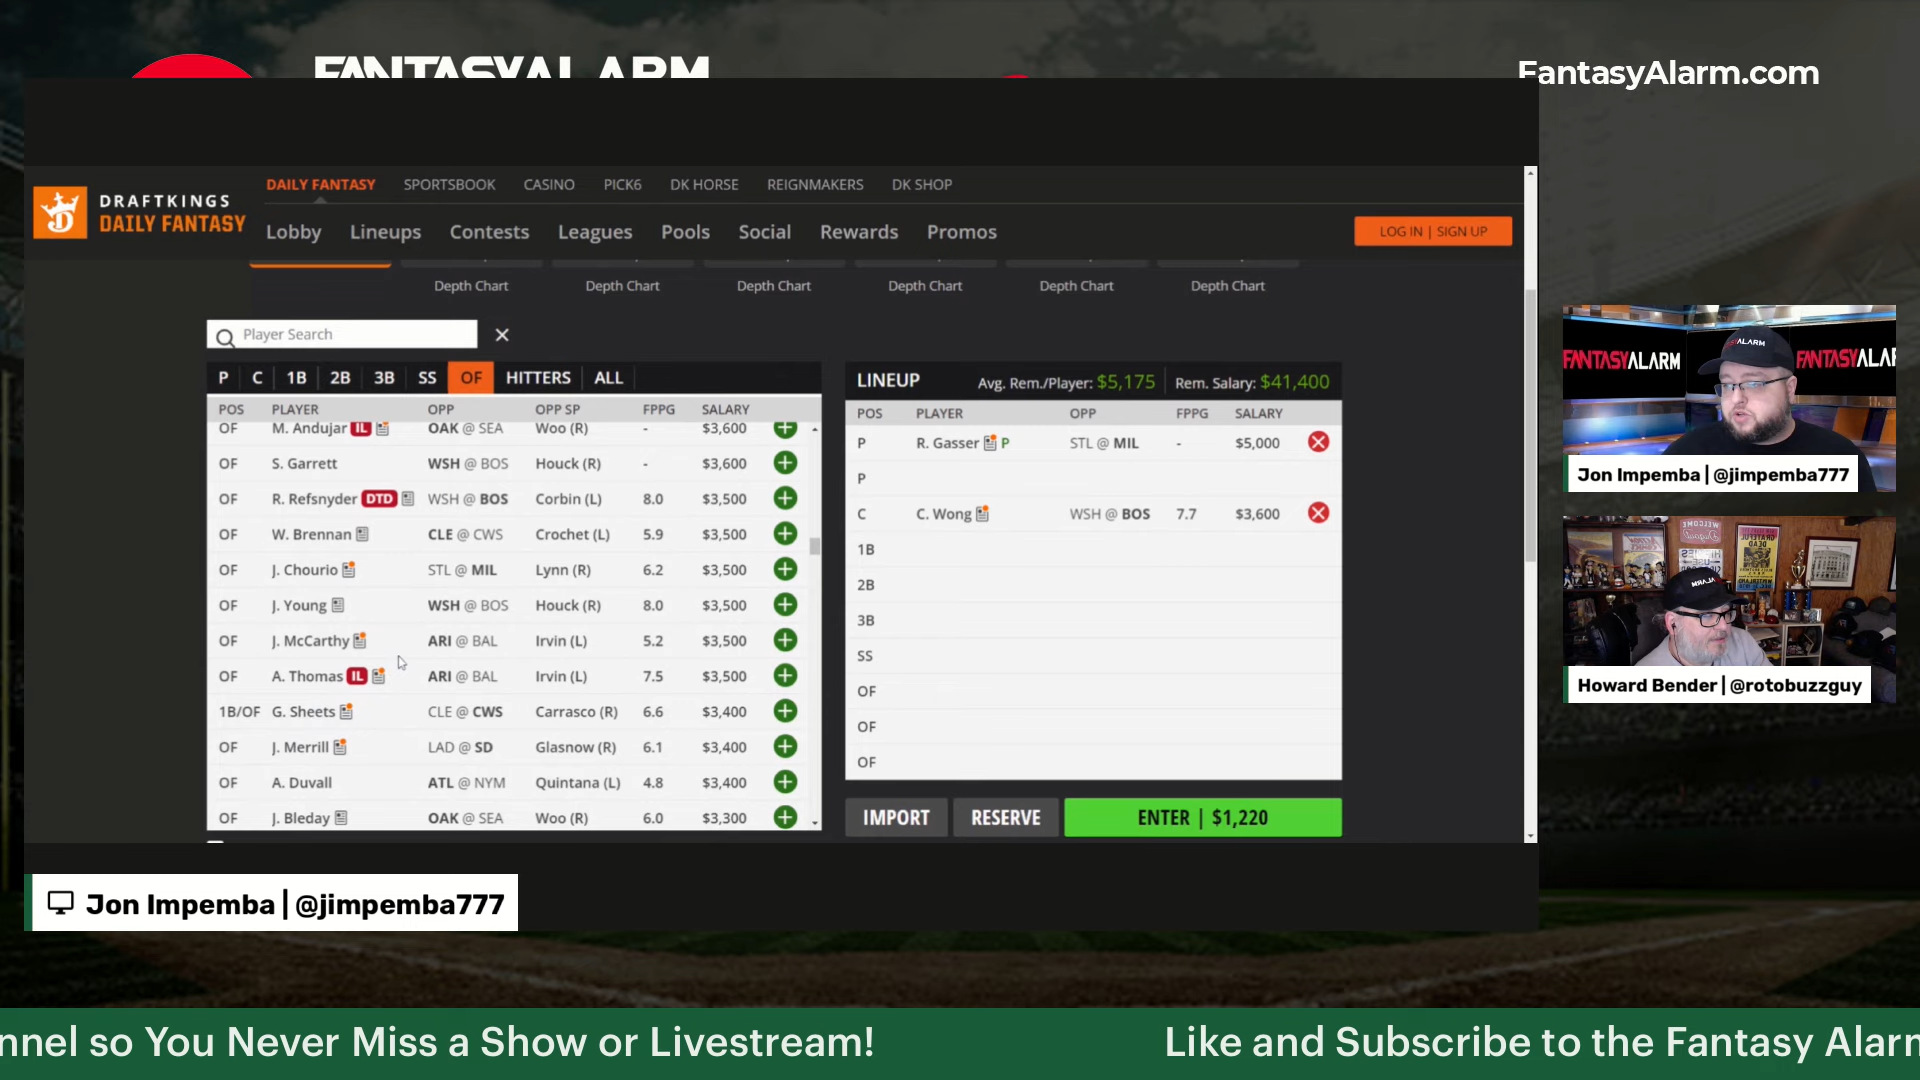 FANTASYALARM
FantasyAlarm.com
DRAFTKINGS
DAILY FANTASY
DAILY FANTASY SPORTSBOOK CASINO PICK6 DK HORSE REIGNMAKERS DK SHOP
Lobby Lineups Contests Leagues Pools Social Rewards Promos
LOG IN | SIGN UP
Depth Chart Depth Chart Depth Chart Depth Chart Depth Chart Depth Chart
Player Search
P C 1B 2B 3B SS OF HITTERS ALL
POS PLAYER OPP OPP SP FPPG SALARY
OF M. Andujar IL OAK @ SEA Woo (R) - $3,600
OF S. Garrett WSH @ BOS Houck (R) - $3,600
OF R. Refsnyder DTD WSH @ BOS Corbin (L) 8.0 $3,500
OF W. Brennan CLE @ CWS Crochet (L) 5.9 $3,500
OF J. Chourio STL @ MIL Lynn (R) 6.2 $3,500
OF J. Young WSH @ BOS Houck (R) 8.0 $3,500
OF J. McCarthy ARI @ BAL Irvin (L) 5.2 $3,500
OF A. Thomas IL ARI @ BAL Irvin (L) 7.5 $3,500
1B/OF G. Sheets CLE @ CWS Carrasco (R) 6.6 $3,400
OF J. Merrill LAD @ SD Glasnow (R) 6.1 $3,400
OF A. Duvall ATL @ NYM Quintana (L) 4.8 $3,400
OF J. Bleday OAK @ SEA Woo (R) 6.0 $3,300
LINEUP Avg. Rem./Player: $5,175 Rem. Salary: $41,400
POS PLAYER OPP FPPG SALARY
P R. Gasser P STL @ MIL - $5,000
P
C C. Wong WSH @ BOS 7.7 $3,600
1B
2B
3B
SS
OF
OF
OF
IMPORT RESERVE ENTER | $1,220
FANTASYALARM
ALARM
FANTASYALA
Jon Impemba | @jimpemba777
Howard Bender | @rotobuzzguy
Jon Impemba | @jimpemba777
nnel so You Never Miss a Show or Livestream! Like and Subscribe to the Fantasy Alarm